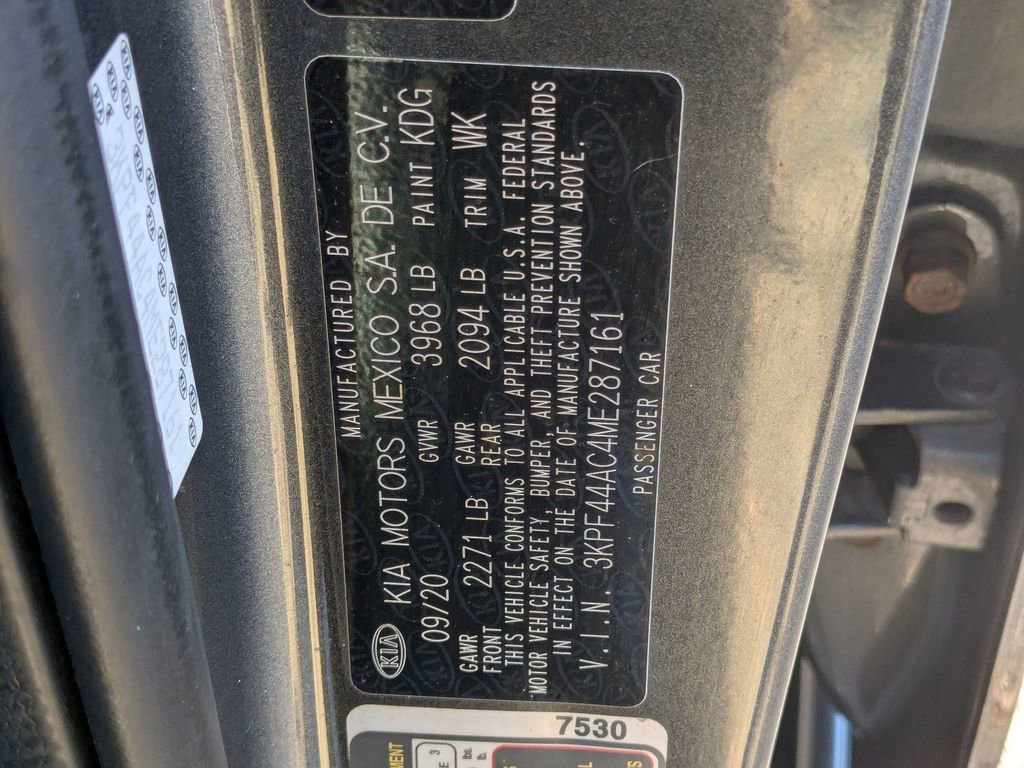 MANUFACTURED BY
KIA KIA MOTORS MEXICO S.A. DE C.V.
09/20 GVWR 3968 LB PAINT KDG
GAWR FRONT 2271 LB GAWR REAR 2094 LB TRIM WK
THIS VEHICLE CONFORMS TO ALL APPLICABLE U.S.A. FEDERAL
MOTOR VEHICLE SAFETY, BUMPER, AND THEFT PREVENTION STANDARDS
IN EFFECT ON THE DATE OF MANUFACTURE SHOWN ABOVE.
V.I.N. 3KPF44AC4ME287161
PASSENGER CAR
7530